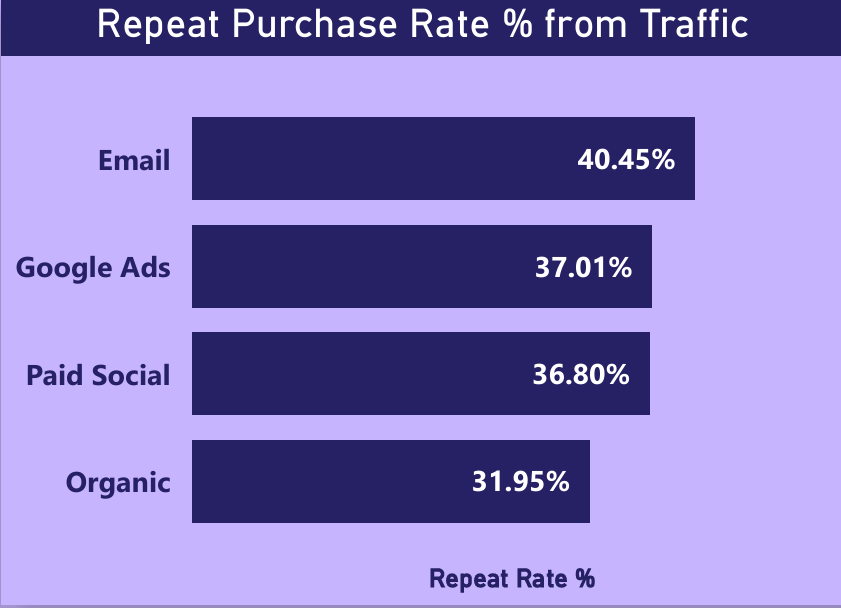 Repeat Purchase Rate % from Traffic
Email 40.45%
Google Ads 37.01%
Paid Social 36.80%
Organic 31.95%
Repeat Rate %